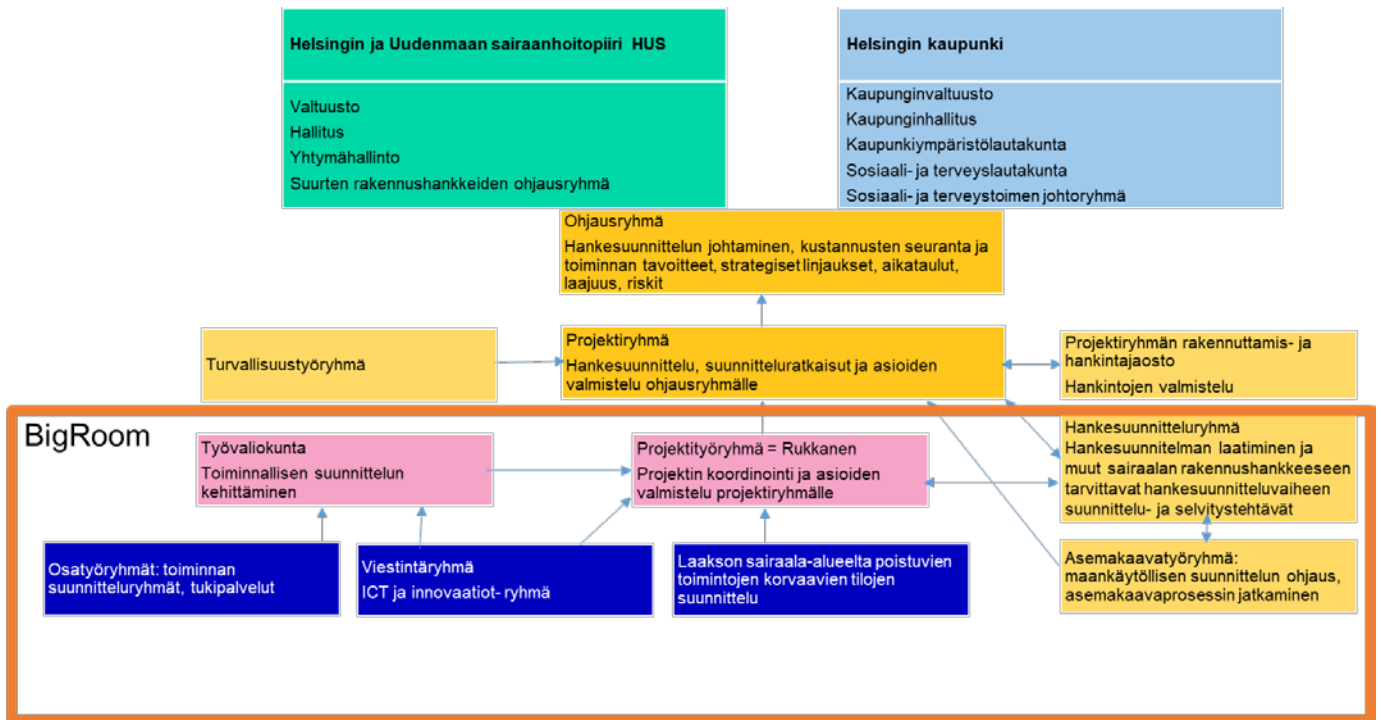 Helsingin ja Uudenmaan sairaanhoitopiiri HUS
Valtuusto
Hallitus
Yhtymähallinto
Suurten rakennushankkeiden ohjausryhmä
Helsingin kaupunki
Kaupunginvaltuusto
Kaupunginhallitus
Kaupunkiympäristölautakunta
Sosiaali- ja terveyslautakunta
Sosiaali- ja terveystoimen johtoryhmä
Ohjausryhmä
Hankesuunnittelun johtaminen, kustannusten seuranta ja
toiminnan tavoitteet, strategiset linjaukset, aikataulut,
laajuus, riskit
Turvallisuustyöryhmä
Projektiryhmä
Hankesuunnittelu, suunnitteluratkaisut ja asioiden
valmistelu ohjausryhmälle
Projektiryhmän rakennuttamis- ja
hankintajaosto
Hankintojen valmistelu
BigRoom
Työvaliokunta
Toiminnallisen suunnittelun
kehittäminen
Projektityöryhmä = Rukkanen
Projektin koordinointi ja asioiden
valmistelu projektiryhmälle
Hankesuunnitteluryhmä
Hankesuunnitelman laatiminen ja
muut sairaalan rakennushankkeeseen
tarvittavat hankesuunnitteluvaiheen
suunnittelu- ja selvitystehtävät
Osatyöryhmät: toiminnan
suunnitteluryhmät, tukipalvelut
Viestintäryhmä
ICT ja innovaatiot- ryhmä
Laakson sairaala-alueelta poistuvien
toimintojen korvaavien tilojen
suunnittelu
Asemakaavatyöryhmä:
maankäytöllisen suunnittelun ohjaus,
asemakaavaprosessin jatkaminen